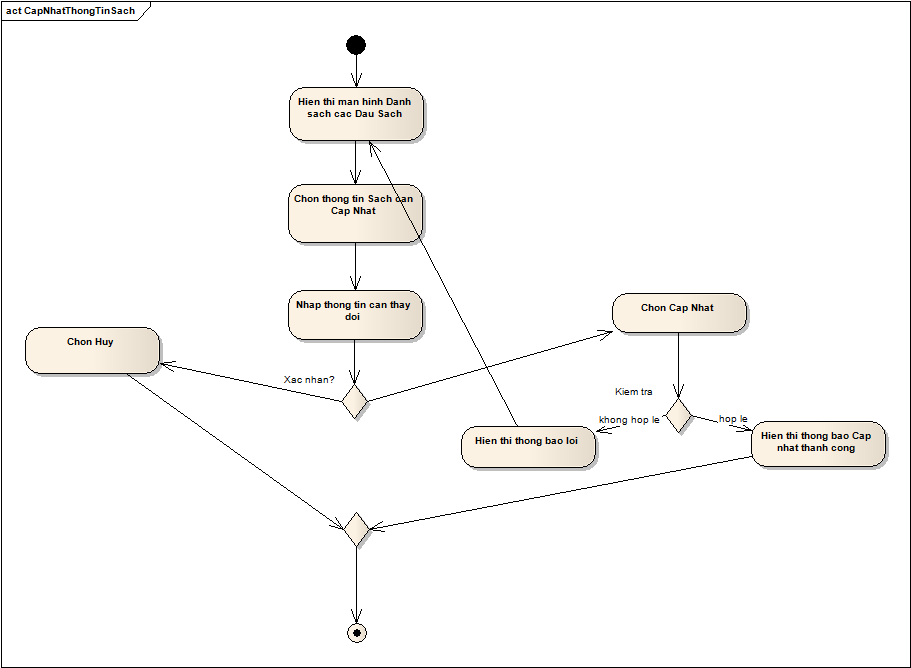 act CapNhatThongTinSach
Hien thi man hinh Danh
sach cac Dau Sach
Chon thong tin Sach can
Cap Nhat
Nhap thong tin can thay
doi
Chon Cap Nhat
Chon Huy
Xac nhan?
Kiem tra
khong hop le
hop le
Hien thi thong bao loi
Hien thi thong bao Cap
nhat thanh cong